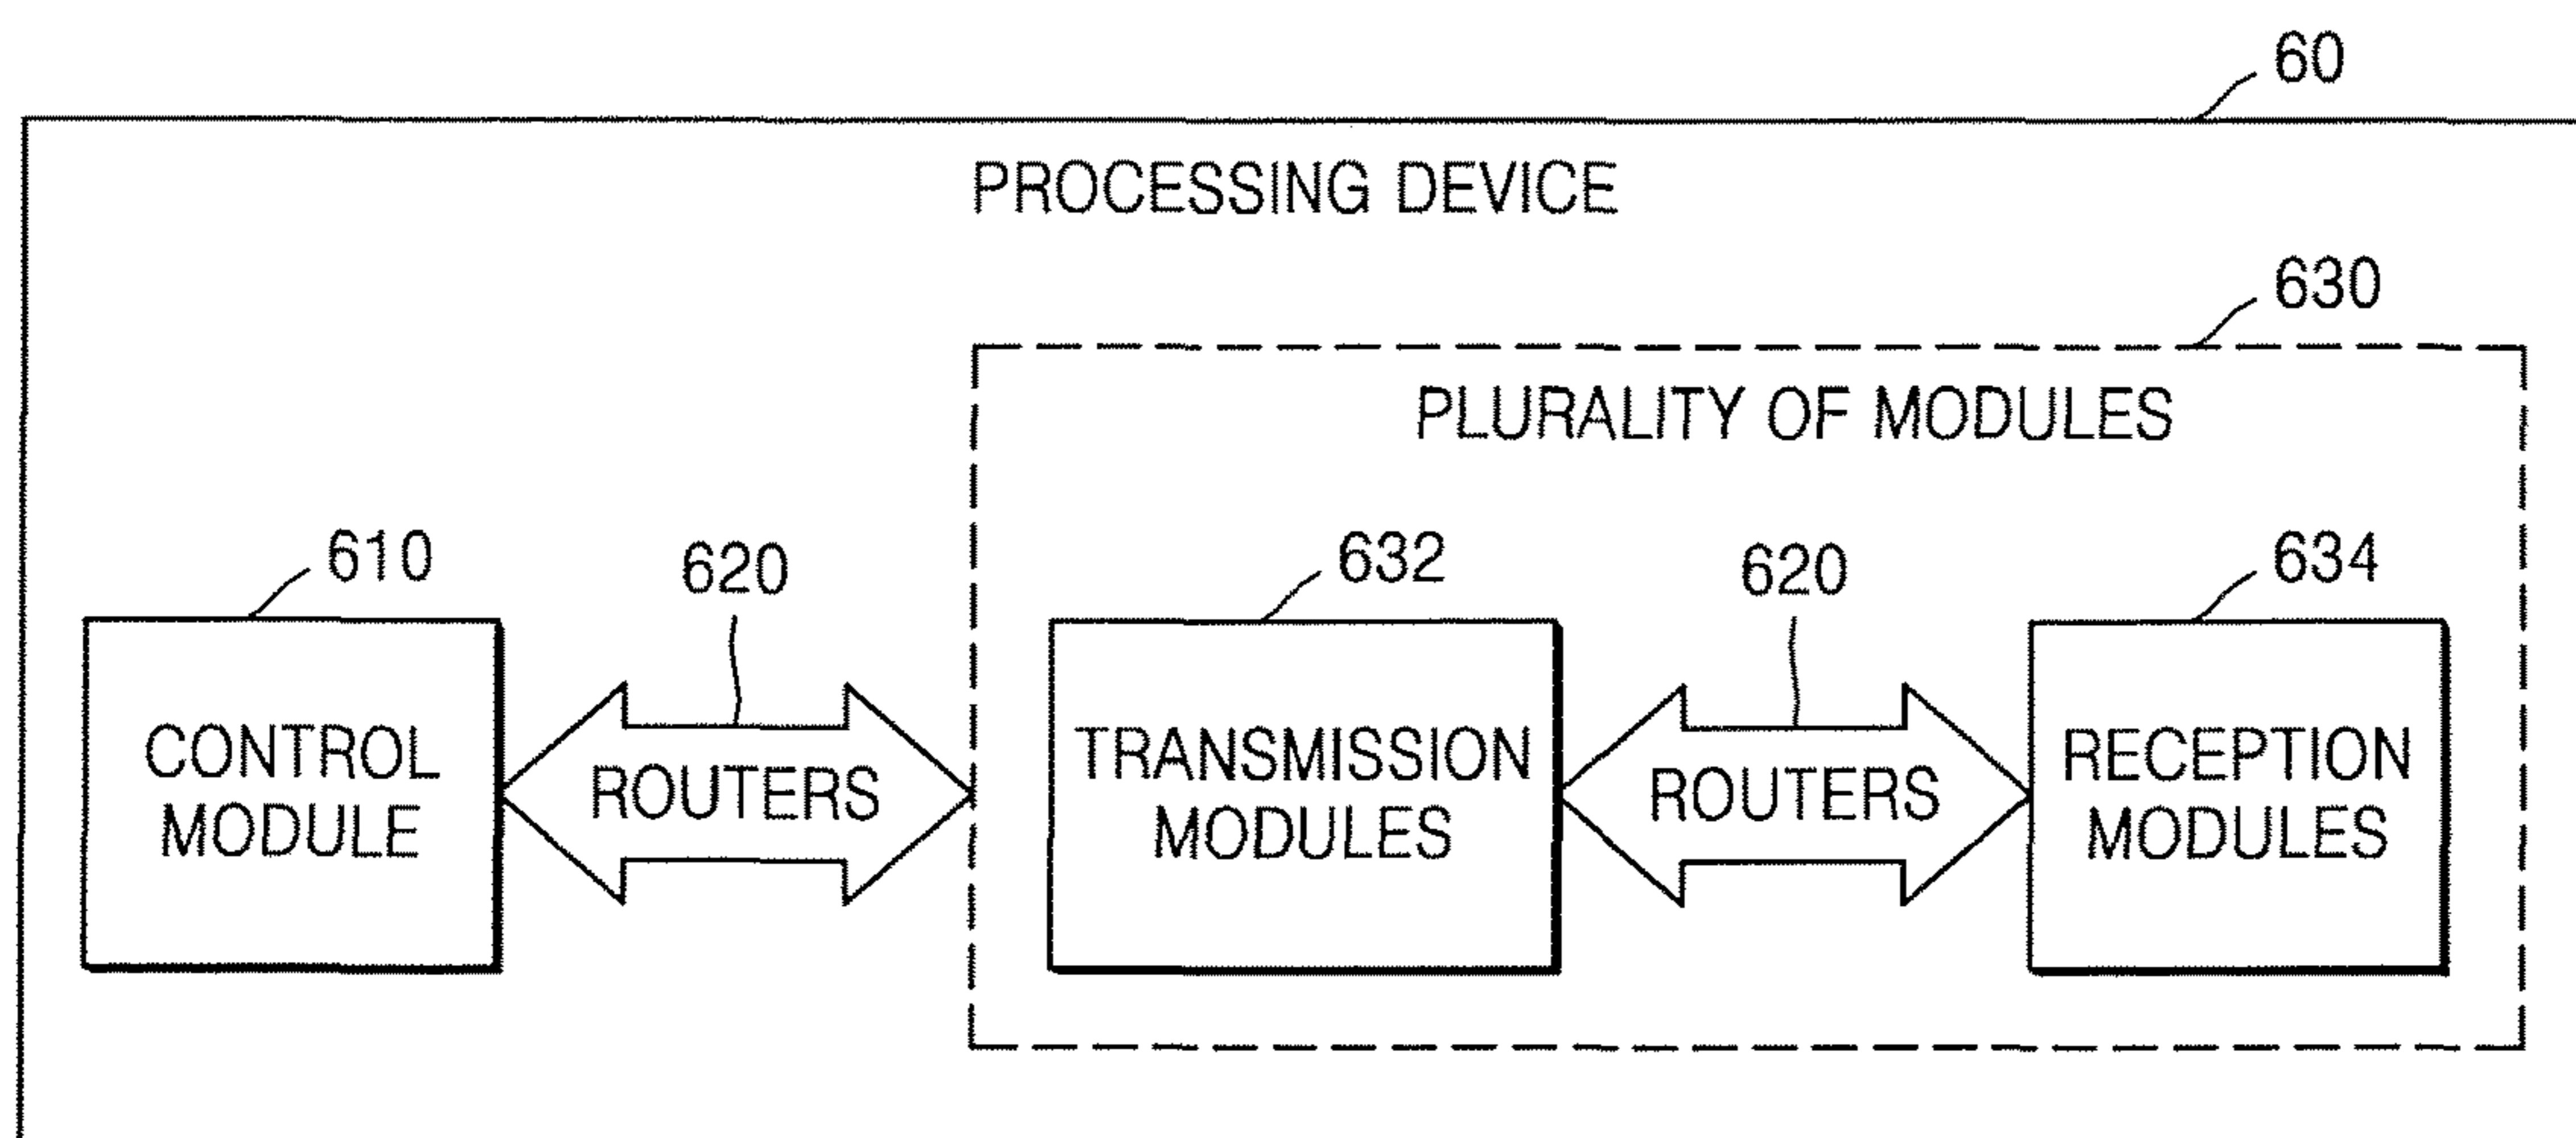 60
PROCESSING DEVICE
630
PLURALITY OF MODULES
610
620
632
620
634
CONTROL
MODULE
ROUTERS
TRANSMISSION
MODULES
ROUTERS
RECEPTION
MODULES